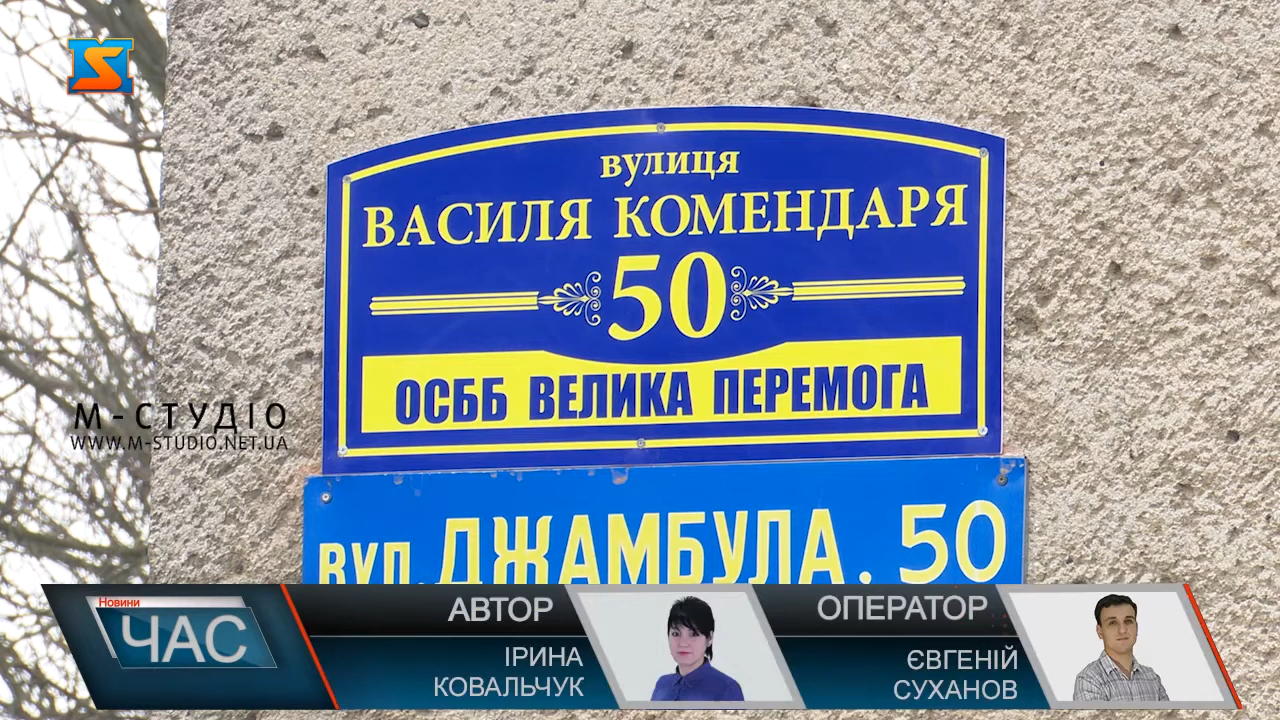 вулиця
ВАСИЛЯ КОМЕНДАРЯ
50
ОСББ ВЕЛИКА ПЕРЕМОГА
М-СТУДІО
WWW.M-STUDIO.NET.UA
ВУЛ. ДЖАМБУЛА. 50
Новини
ЧАС
АВТОР
ІРИНА
КОВАЛЬЧУК
ОПЕРАТОР
ЄВГЕНІЙ
СУХАНОВ